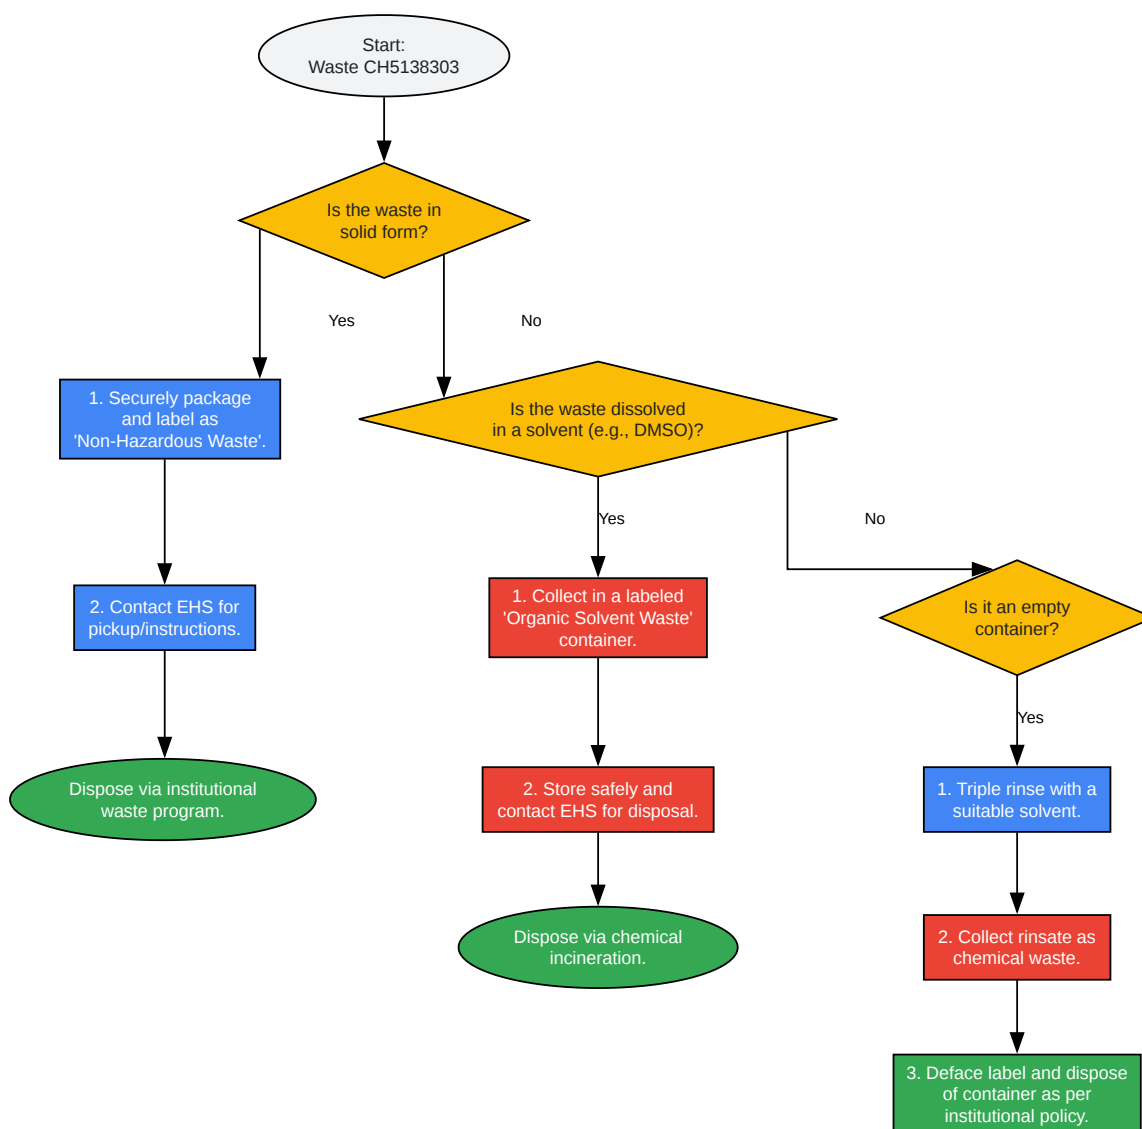 Start:
Waste CH5138303
Is the waste in
solid form?
Yes
No
1. Securely package
and label as
'Non-Hazardous Waste'.
Is the waste dissolved
in a solvent (e.g., DMSO)?
Yes
No
2. Contact EHS for
pickup/instructions.
1. Collect in a labeled
'Organic Solvent Waste'
container.
Is it an empty
container?
Yes
Dispose via institutional
waste program.
2. Store safely and
contact EHS for disposal.
1. Triple rinse with a
suitable solvent.
Dispose via chemical
incineration.
2. Collect rinsate as
chemical waste.
3. Deface label and dispose
of container as per
institutional policy.